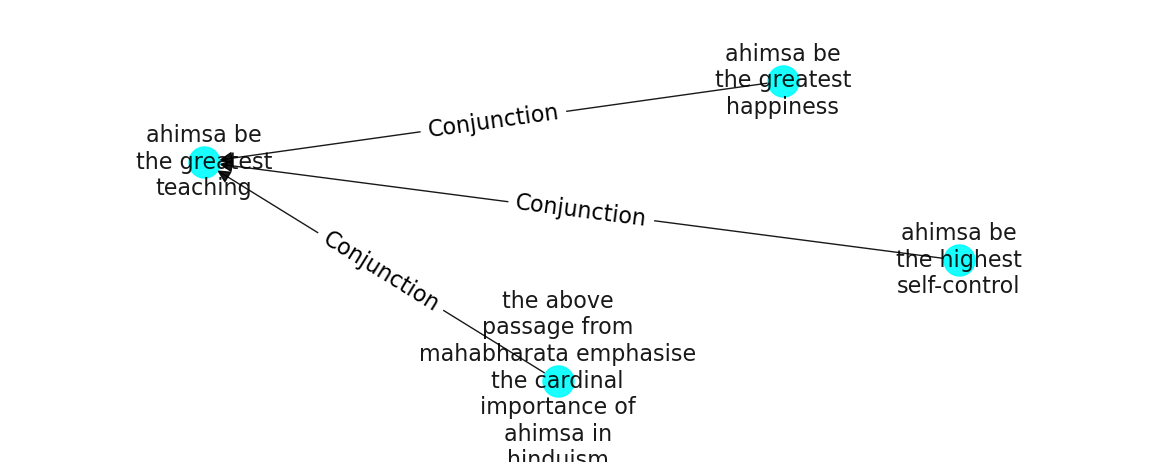 ahimsa be
the greatest
happiness
Conjunction
ahimsa be
the greatest
teaching
Conjunction
ahimsa be
the highest
self-control
Conjunction
the above
passage from
mahabharata emphasise
the cardinal
importance of
ahimsa in
hinduism